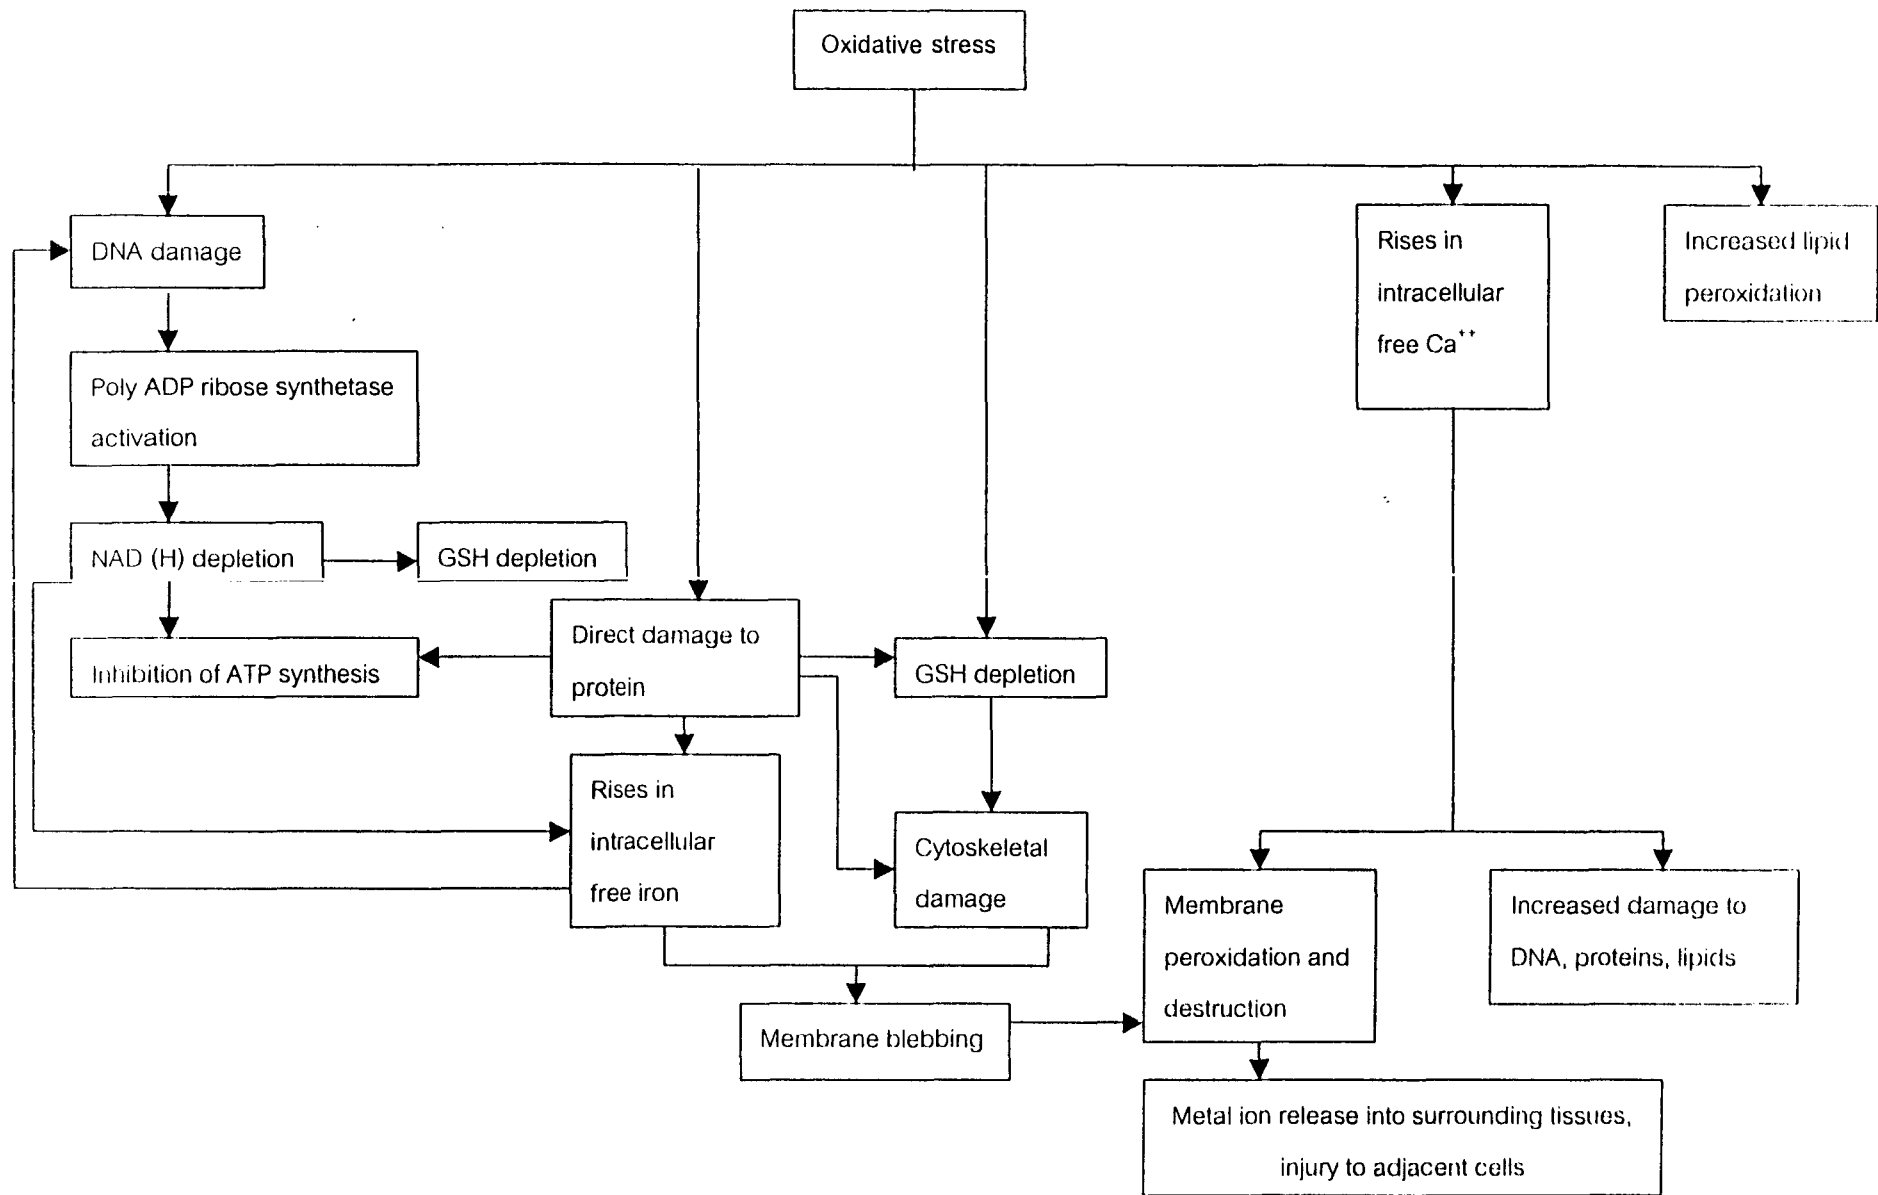 Oxidative stress
DNA damage
Rises in
intracellular
free Ca⁺⁺
Increased lipid
peroxidation
Poly ADP ribose synthetase
activation
NAD (H) depletion
GSH depletion
Inhibition of ATP synthesis
Direct damage to
protein
GSH depletion
Rises in
intracellular
free iron
Cytoskeletal
damage
Membrane
peroxidation and
destruction
Increased damage to
DNA, proteins, lipids
Membrane blebbing
Metal ion release into surrounding tissues,
injury to adjacent cells